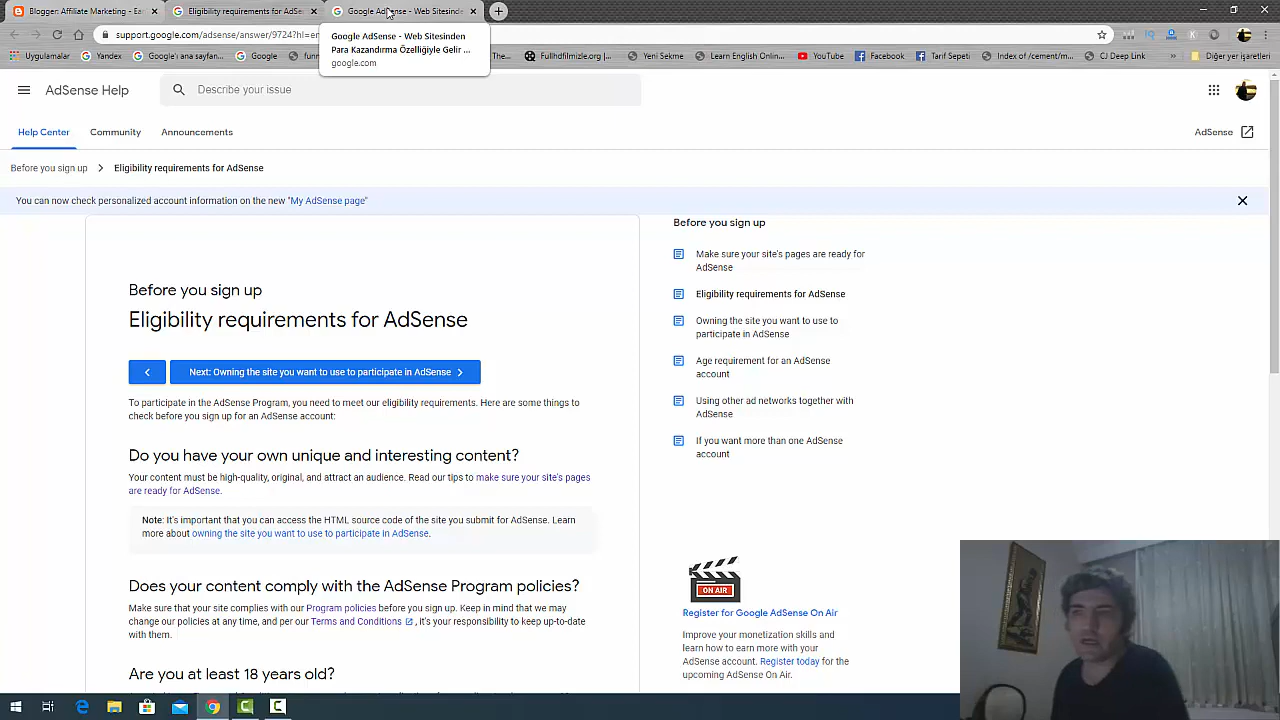 Blogger: Affiliate Marketing - Ea
Eligibility requirements for AdSe
Google AdSense - Web Sitesind
support.google.com/adsense/answer/9724?hl=en
Google AdSense - Web Sitesinden
Para Kazandırma Özelliğiyle Gelir ...
google.com
Uygulamalar
Yandex
Google'ı ana sayfan...
Google
Fullhdfilmizle.org |...
Yeni Sekme
Learn English Onlin...
YouTube
Facebook
Tarif Sepeti
Index of /cement/m...
CJ Deep Link
»
Diğer yer işaretleri
AdSense Help
Describe your issue
Help Center
Community
Announcements
AdSense
Before you sign up
Eligibility requirements for AdSense
You can now check personalized account information on the new "My AdSense page"
Before you sign up
Eligibility requirements for AdSense
Next: Owning the site you want to use to participate in AdSense
To participate in the AdSense Program, you need to meet our eligibility requirements. Here are some things to
check before you sign up for an AdSense account:
Do you have your own unique and interesting content?
Your content must be high-quality, original, and attract an audience. Read our tips to make sure your site's pages
are ready for AdSense.
Note: It's important that you can access the HTML source code of the site you submit for AdSense. Learn
more about owning the site you want to use to participate in AdSense.
Does your content comply with the AdSense Program policies?
Make sure that your site complies with our Program policies before you sign up. Keep in mind that we may
change our policies at any time, and per our Terms and Conditions , it's your responsibility to keep up-to-date
with them.
Are you at least 18 years old?
Before you sign up
Make sure your site's pages are ready for
AdSense
Eligibility requirements for AdSense
Owning the site you want to use to
participate in AdSense
Age requirement for an AdSense
account
Using other ad networks together with
AdSense
If you want more than one AdSense
account
ON AIR
Register for Google AdSense On Air
Improve your monetization skills and
learn how to earn more with your
AdSense account. Register today for the
upcoming AdSense On Air.